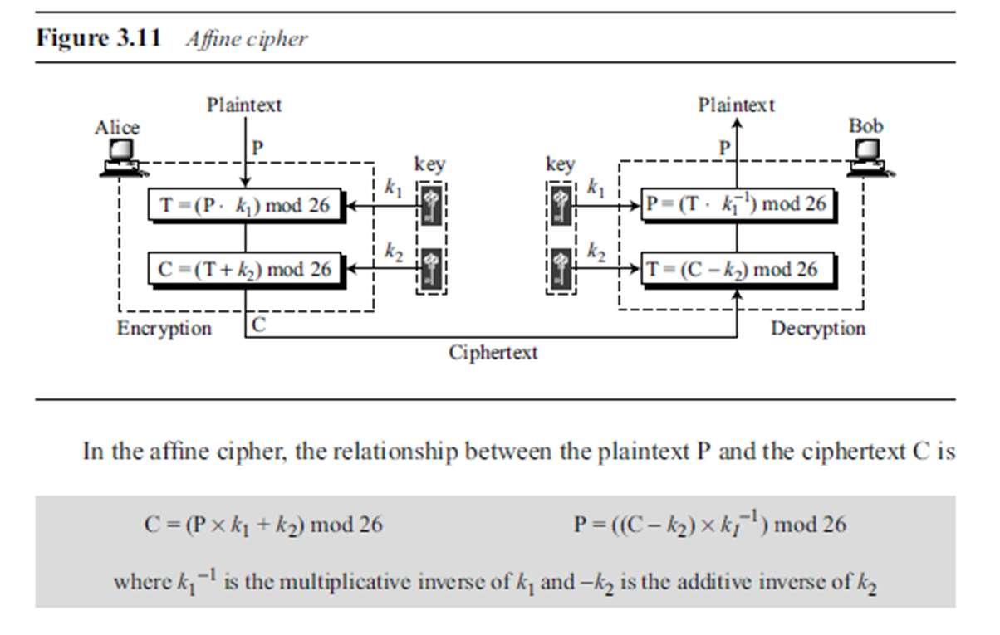 Figure 3.11 Affine cipher
Plaintext
Plaintext
Alice
Bob
P
P
key
key
k₁
k₁
T = (P · k₁) mod 26
P = (T · k₁⁻¹) mod 26
k₂
k₂
C = (T + k₂) mod 26
T = (C – k₂) mod 26
Encryption
C
Decryption
Ciphertext
In the affine cipher, the relationship between the plaintext P and the ciphertext C is
C = (P × k₁ + k₂) mod 26 P = ((C – k₂) × k₁⁻¹) mod 26
where k₁⁻¹ is the multiplicative inverse of k₁ and –k₂ is the additive inverse of k₂